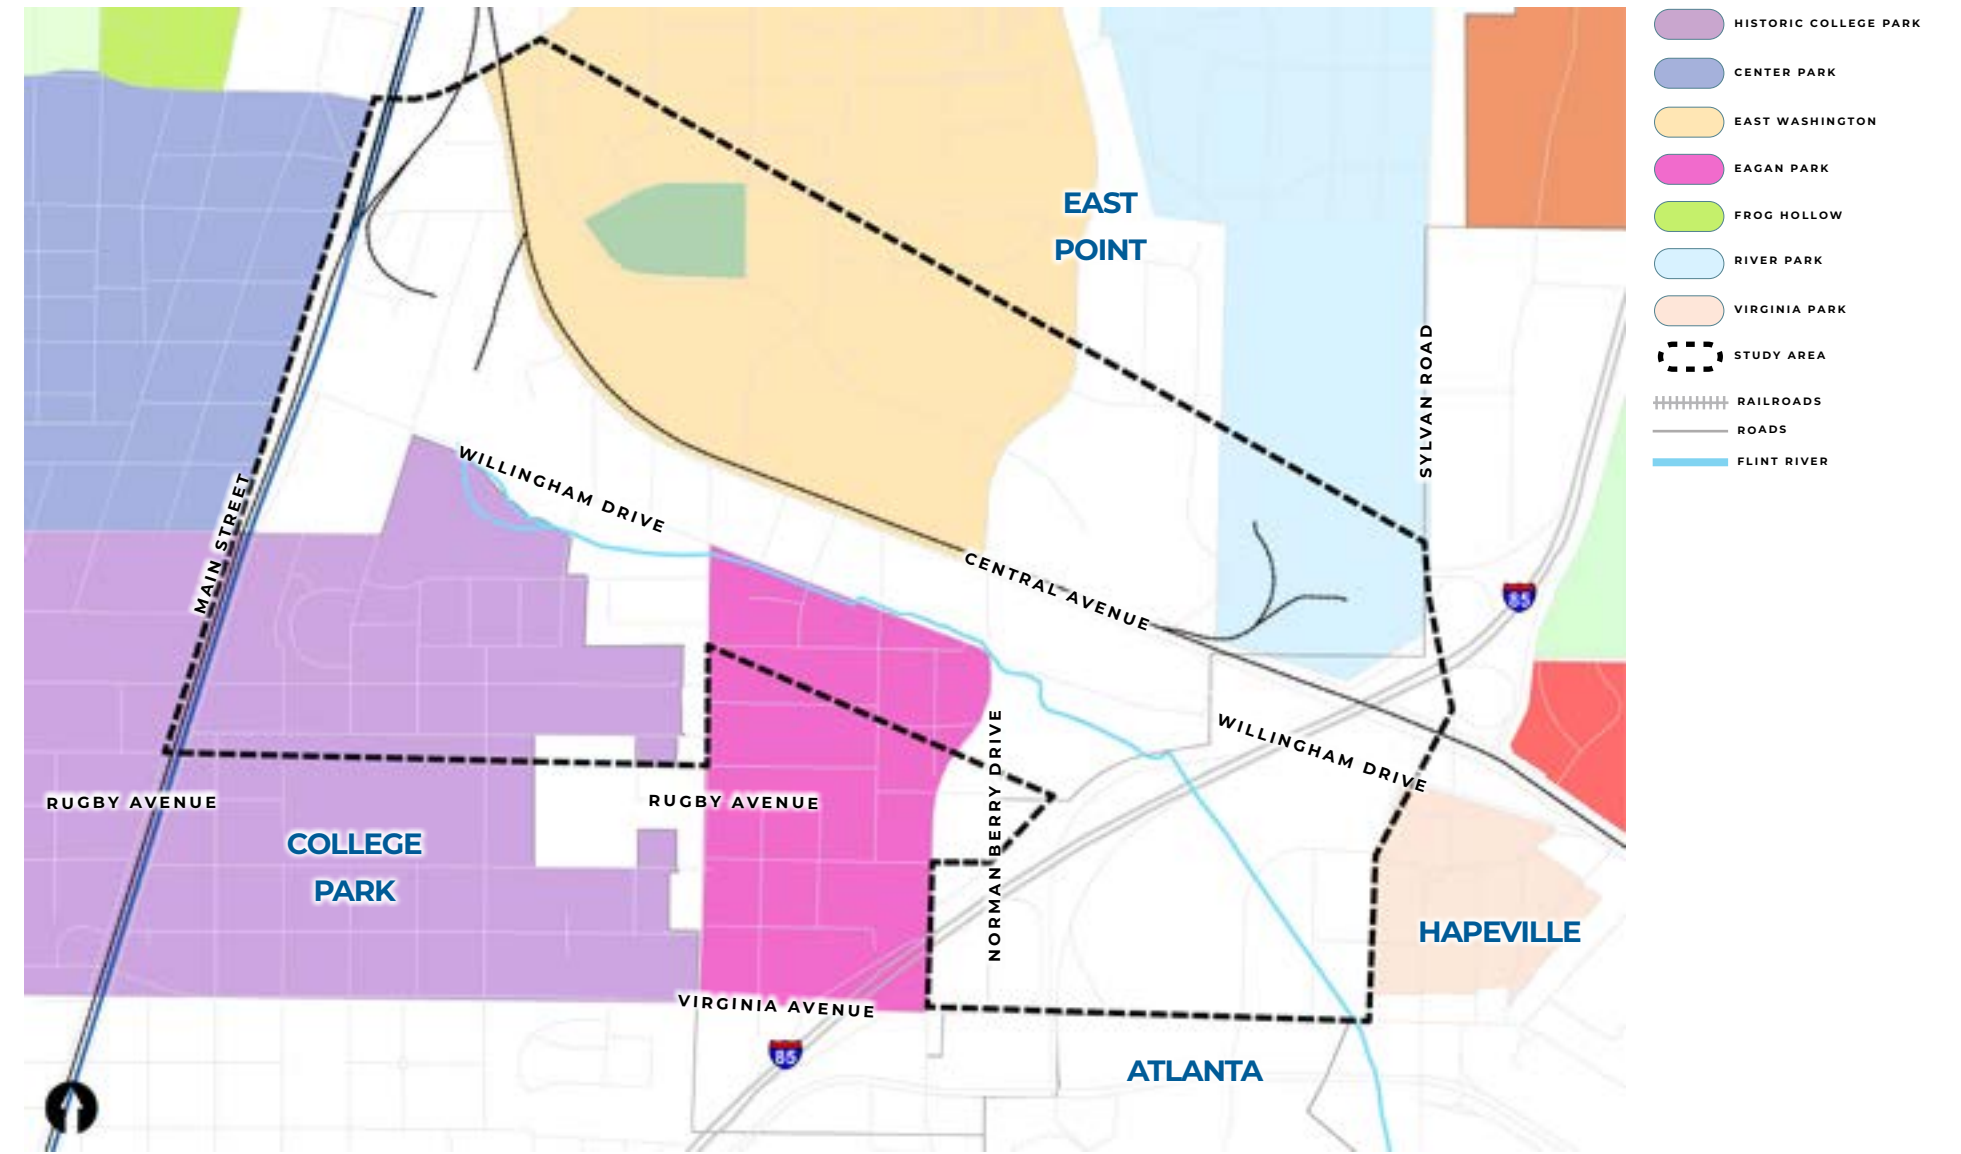 HISTORIC COLLEGE PARK
CENTER PARK
EAST WASHINGTON
EAGAN PARK
FROG HOLLOW
RIVER PARK
VIRGINIA PARK
STUDY AREA
RAILROADS
ROADS
FLINT RIVER
EAST
POINT
SYLVAN ROAD
WILLINGHAM DRIVE
MAIN STREET
CENTRAL AVENUE
85
WILLINGHAM DRIVE
NORMAN BERRY DRIVE
RUGBY AVENUE
RUGBY AVENUE
COLLEGE
PARK
HAPEVILLE
VIRGINIA AVENUE
85
ATLANTA